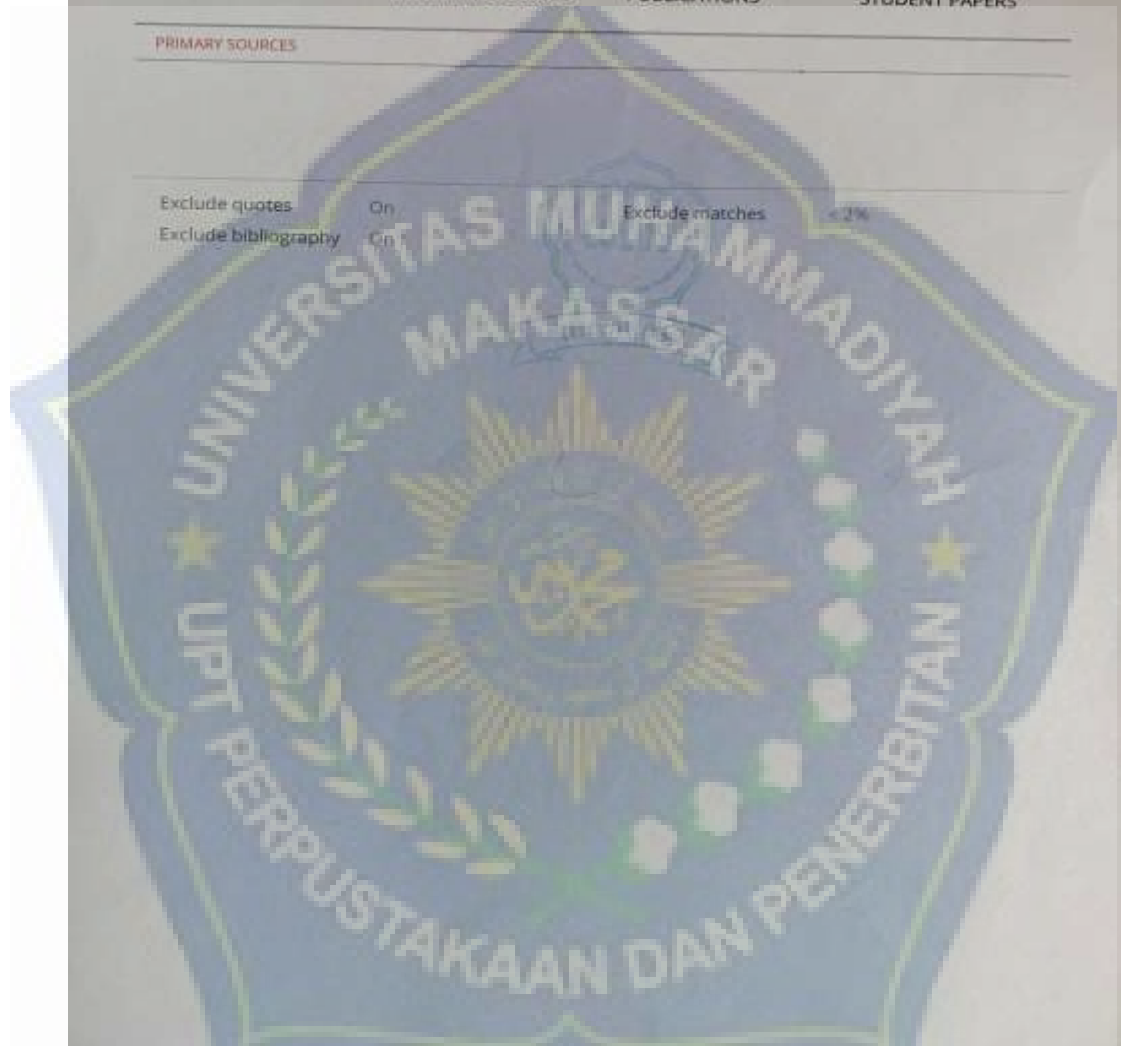 PUBLICATIONS STUDENT PAPERS
PRIMARY SOURCES
Exclude quotes On Exclude matches < 2%
Exclude bibliography On
UNIVERSITAS MUHAMMADIYAH
MAKASSAR
UPT PERPUSTAKAAN DAN PENERBITAN